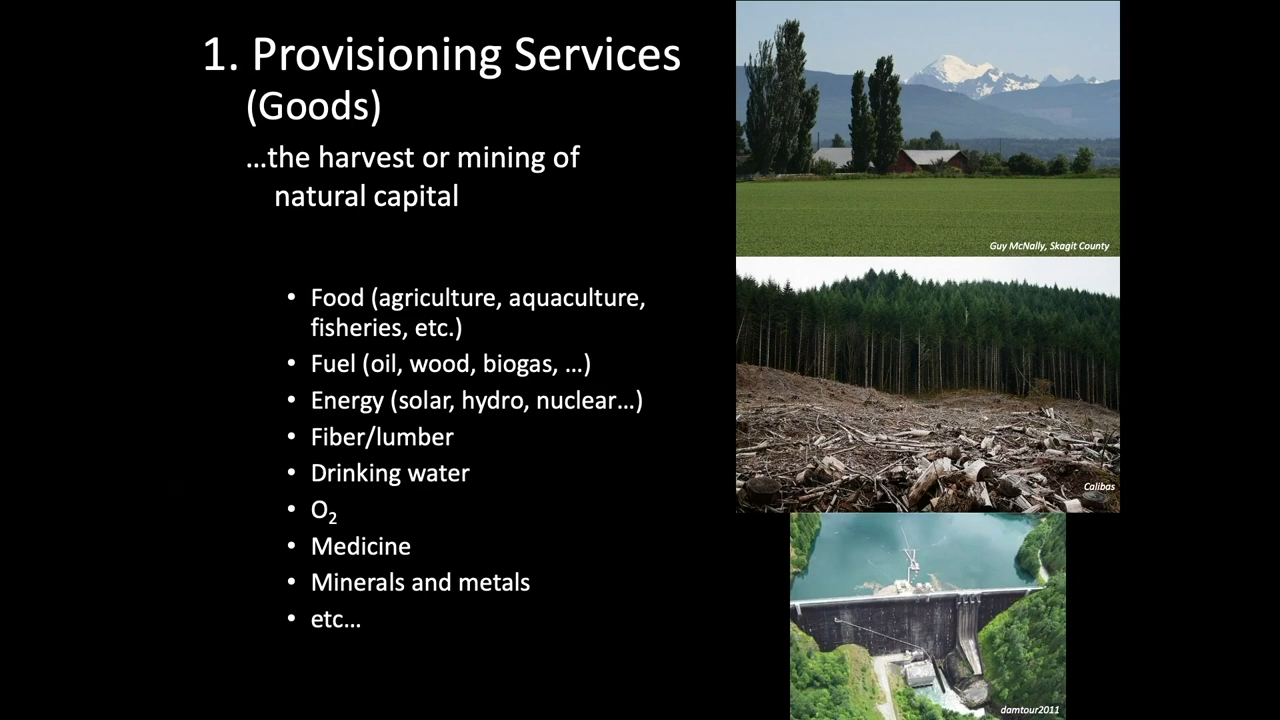 1. Provisioning Services
(Goods)
…the harvest or mining of
natural capital
• Food (agriculture, aquaculture,
fisheries, etc.)
• Fuel (oil, wood, biogas, …)
• Energy (solar, hydro, nuclear…)
• Fiber/lumber
• Drinking water
• O₂
• Medicine
• Minerals and metals
• etc…
Guy McNally, Skagit County
Calibas
damtour2011